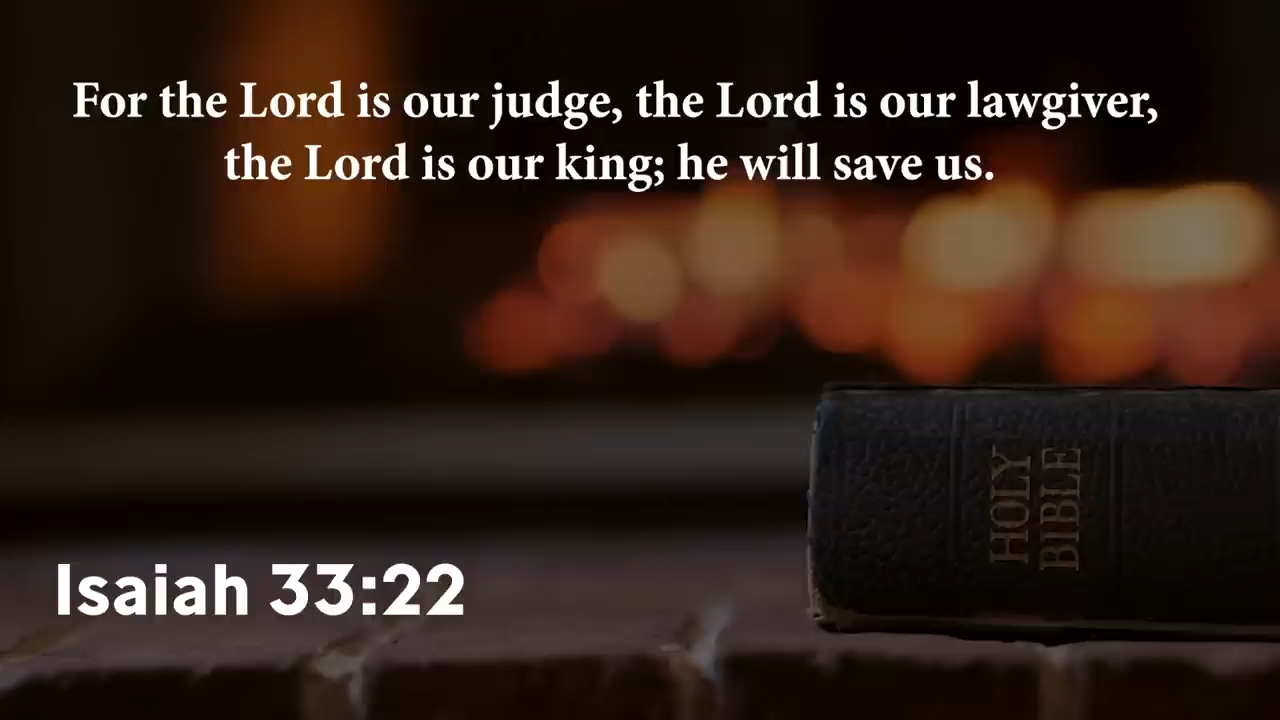 For the Lord is our judge, the Lord is our lawgiver,
the Lord is our king; he will save us.
HOLY
BIBLE
Isaiah 33:22